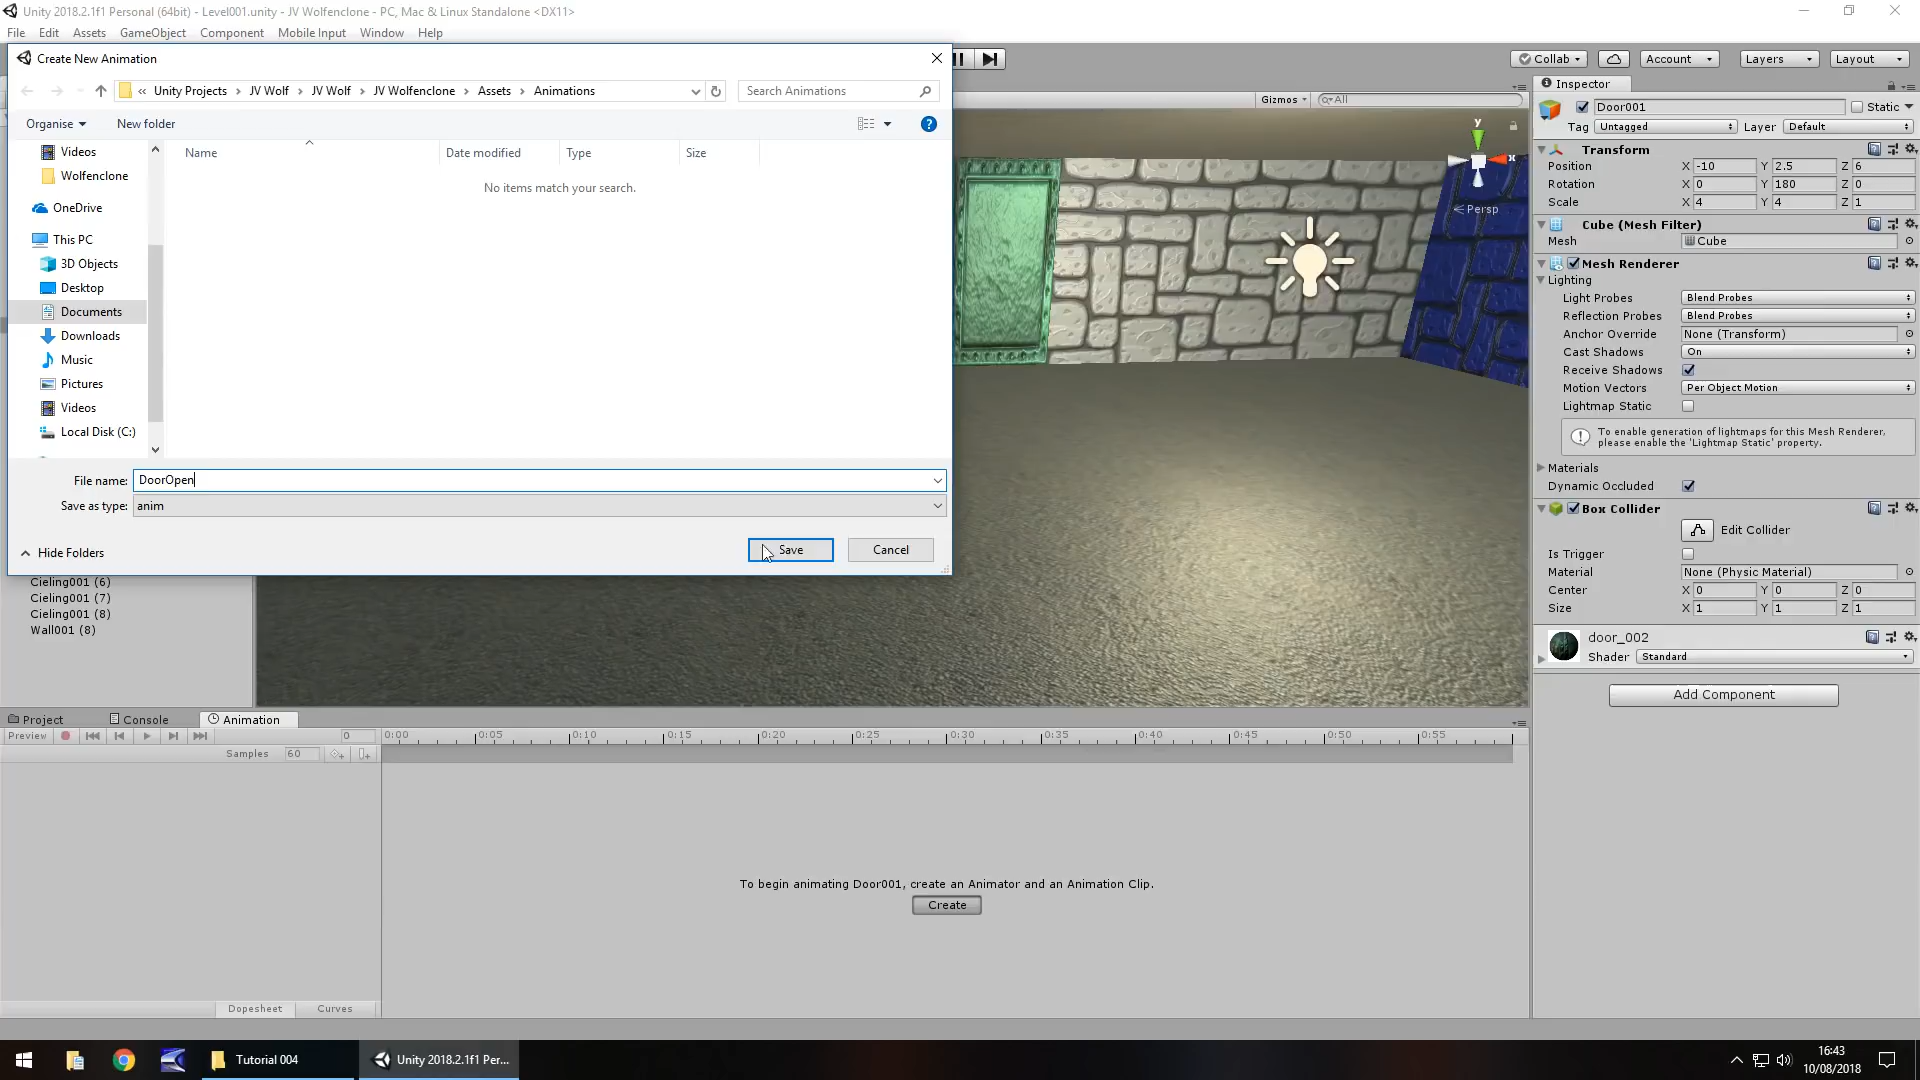 Unity 2018.2.1f1 Personal (64bit) - Level001.unity - JV Wolfenclone - PC, Mac & Linux Standalone <DX11>
File Edit Assets GameObject Component Mobile Input Window Help
Create New Animation
« Unity Projects > JV Wolf > JV Wolf > JV Wolfenclone > Assets > Animations
Search Animations
Organise
New folder
Name
Date modified
Type
Size
No items match your search.
Videos
Wolfenclone
OneDrive
This PC
3D Objects
Desktop
Documents
Downloads
Music
Pictures
Videos
Local Disk (C:)
File name: DoorOpen
Save as type: anim
Hide Folders
Save
Cancel
Cieling001 (6)
Cieling001 (7)
Cieling001 (8)
Wall001 (8)
Collab
Account
Layers
Layout
Gizmos
All
y
x
Persp
Inspector
Door001
Static
Tag Untagged Layer Default
Transform
Position X -10 Y 2.5 Z 6
Rotation X 0 Y 180 Z 0
Scale X 4 Y 4 Z 1
Cube (Mesh Filter)
Mesh Cube
Mesh Renderer
Lighting
Light Probes Blend Probes
Reflection Probes Blend Probes
Anchor Override None (Transform)
Cast Shadows On
Receive Shadows
Motion Vectors Per Object Motion
Lightmap Static
To enable generation of lightmaps for this Mesh Renderer,
please enable the 'Lightmap Static' property.
Materials
Dynamic Occluded
Box Collider
Edit Collider
Is Trigger
Material None (Physic Material)
Center X 0 Y 0 Z 0
Size X 1 Y 1 Z 1
door_002
Shader Standard
Add Component
Project
Console
Animation
Preview
0
0:00 0:05 0:10 0:15 0:20 0:25 0:30 0:35 0:40 0:45 0:50 0:55
Samples 60
To begin animating Door001, create an Animator and an Animation Clip.
Create
Dopesheet
Curves
Tutorial 004
Unity 2018.2.1f1 Per...
16:43
10/08/2018